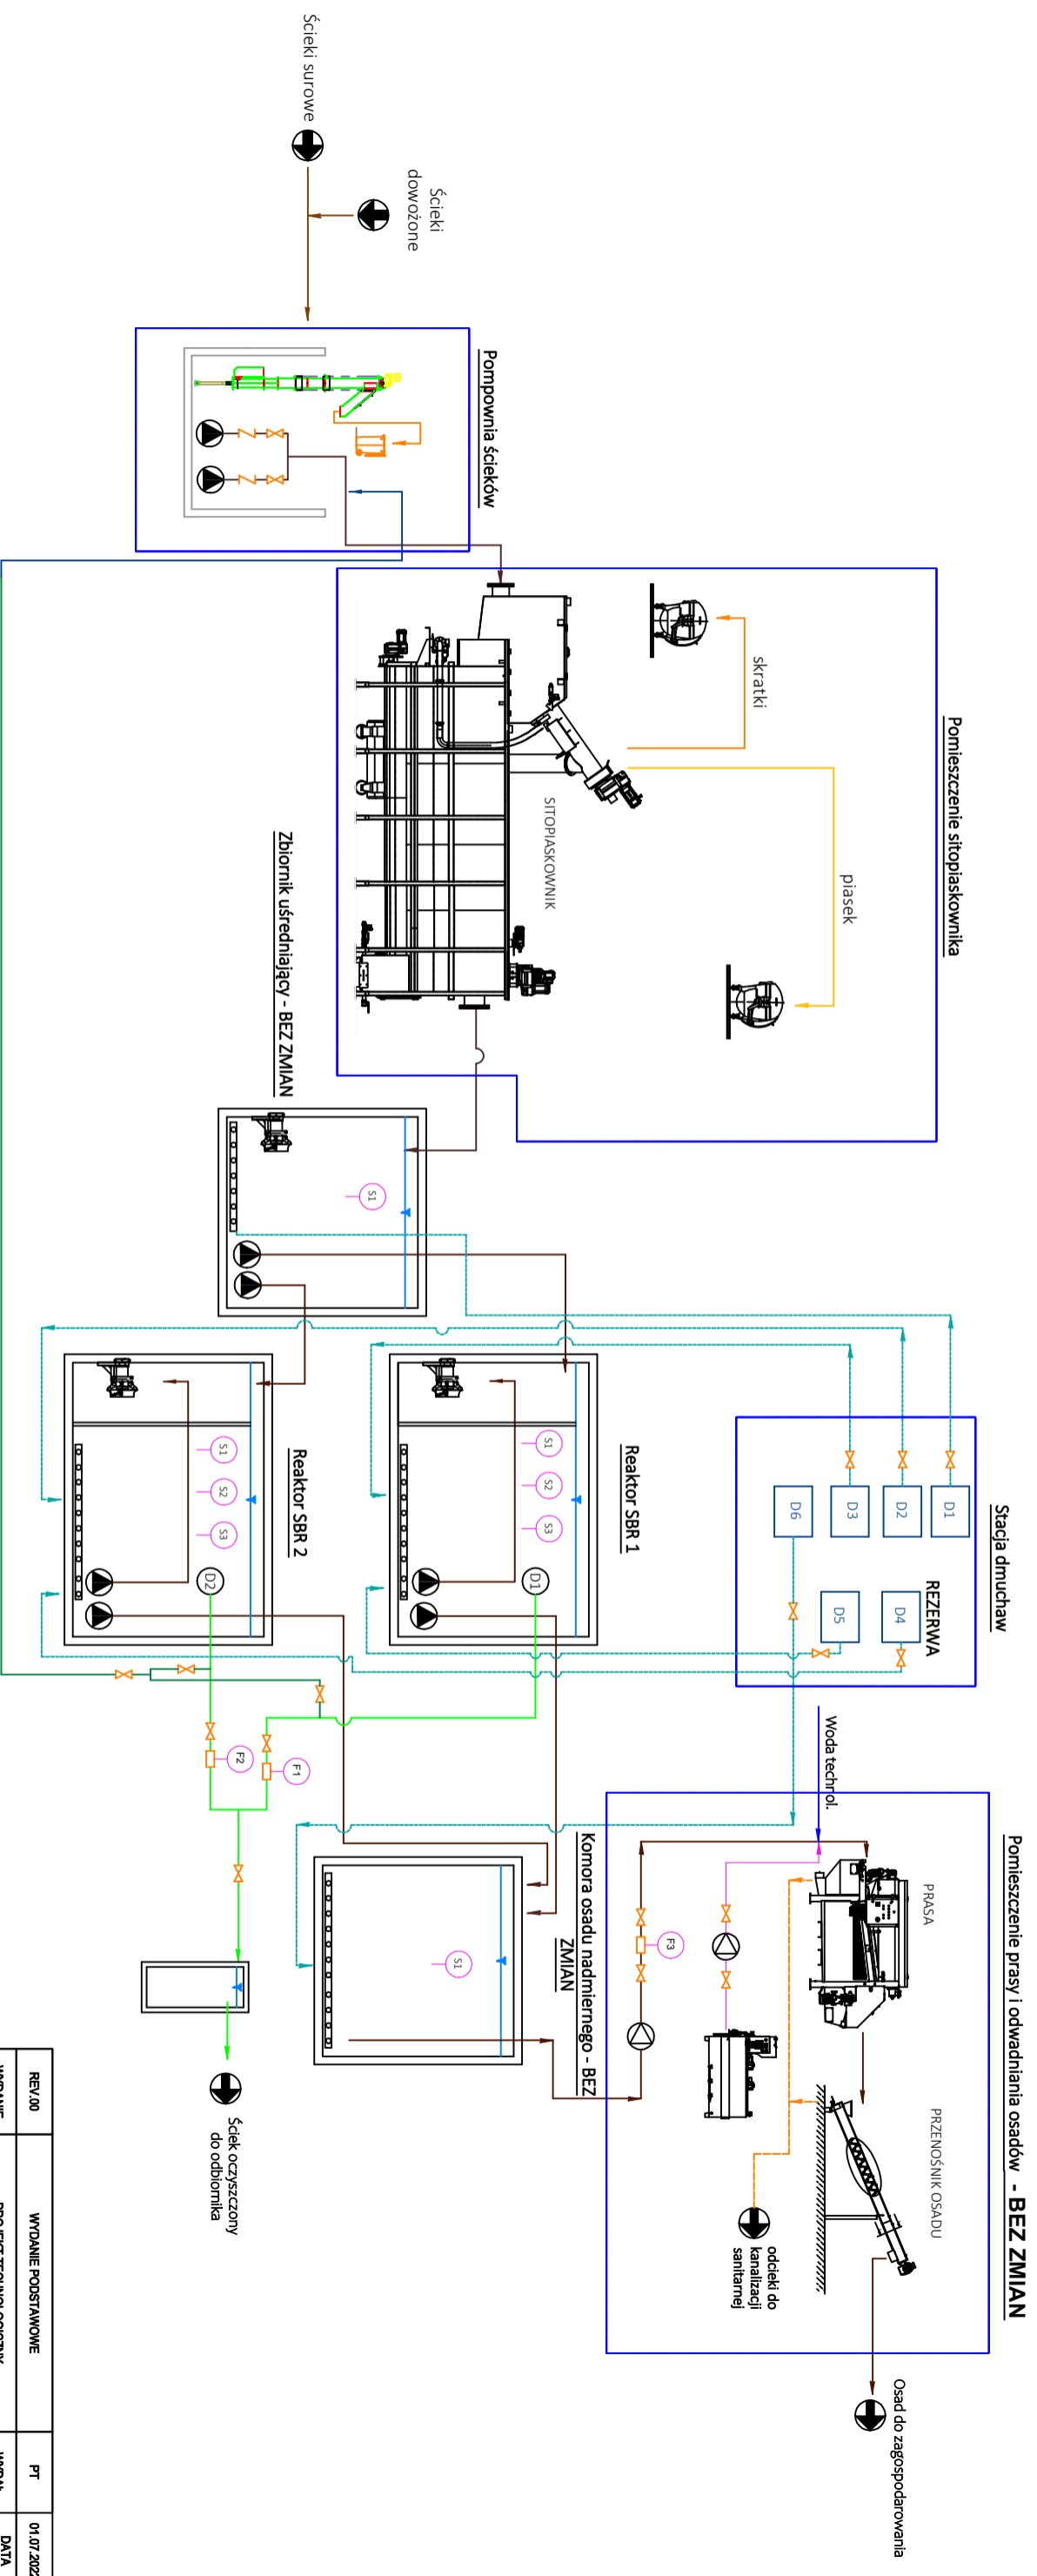 Ścieki surowe
Ścieki
dowożone
Pompownia ścieków
Pomieszczenie sitopiaskownika
skratki
piasek
SITOPIASKOWNIK
Zbiornik uśredniający - BEZ ZMIAN
S1
Stacja dmuchaw
D1
D2
D3
D6
REZERWA
D4
D5
Reaktor SBR 1
S1
S2
S3
D1
Reaktor SBR 2
S1
S2
S3
D2
F1
F2
Pomieszczenie prasy i odwadniania osadów - BEZ ZMIAN
Woda technol.
PRASA
PRZENOŚNIK OSADU
F3
odcieki do
kanalizacji
sanitarnej
Osad do zagospodarowania
Komora osadu nadmiernego - BEZ
ZMIAN
S1
Ściek oczyszczony
do odbiornika
REV.00
WYDANIE PODSTAWOWE
PT
DATA